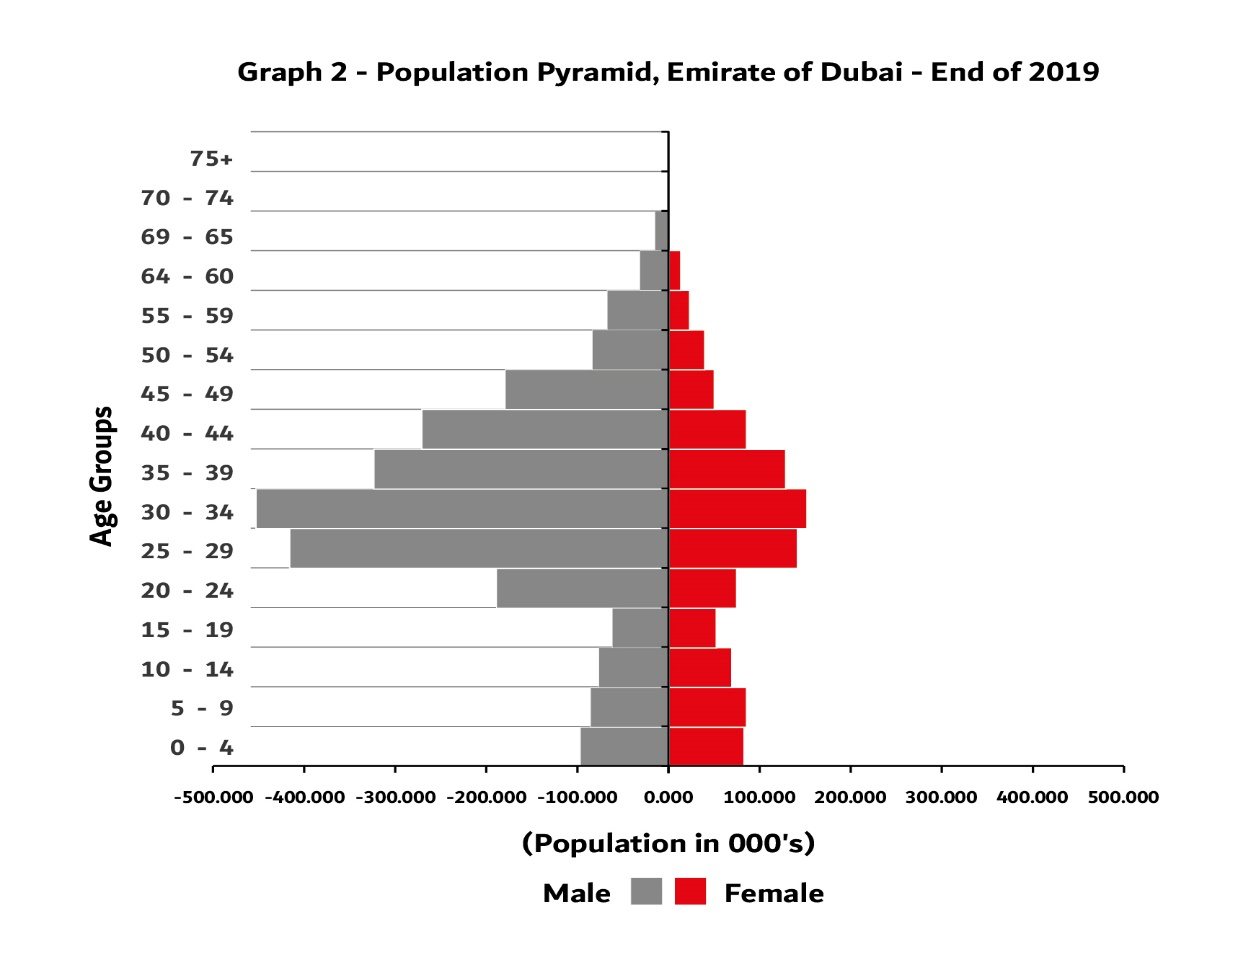 Graph 2 - Population Pyramid, Emirate of Dubai - End of 2019
75+
70 - 74
69 - 65
64 - 60
55 - 59
50 - 54
45 - 49
40 - 44
35 - 39
30 - 34
25 - 29
20 - 24
15 - 19
10 - 14
5 - 9
0 - 4
Age Groups
-500.000 -400.000 -300.000 -200.000 -100.000 0.000 100.000 200.000 300.000 400.000 500.000
(Population in 000's)
Male Female